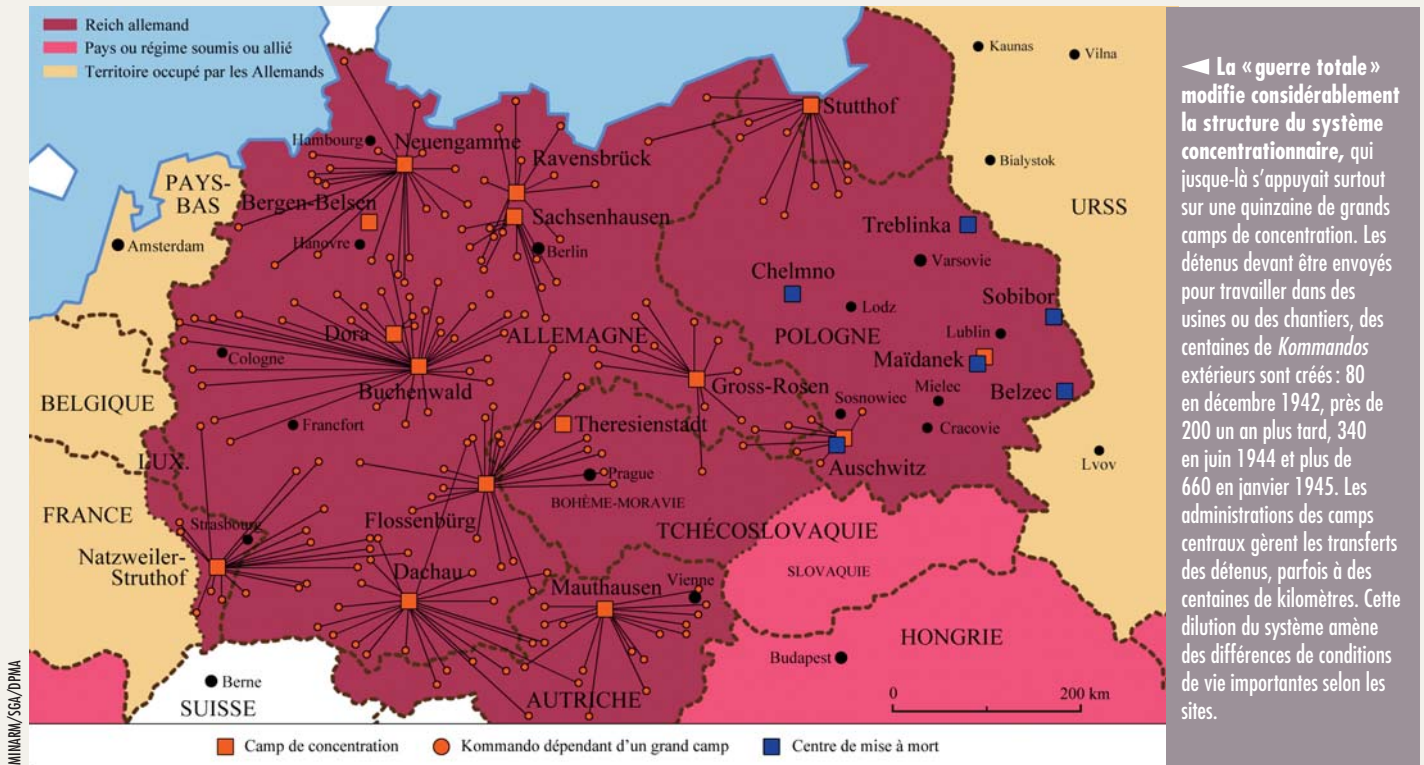 Reich allemand
Pays ou régime soumis ou allié
Territoire occupé par les Allemands
Kaunas
Vilna
Stutthof
Hambourg
Neuengamme
Ravensbrück
Bialystok
PAYS-
BAS
Bergen-Belsen
Sachsenhausen
Treblinka
URSS
Amsterdam
Hanovre
Berlin
Varsovie
Chelmno
Sobibor
Lodz
Dora
ALLEMAGNE
POLOGNE
Lublin
Cologne
Maïdanek
Buchenwald
Gross-Rosen
Mielec
Belzec
BELGIQUE
Sosnowiec
Francfort
Theresienstadt
Cracovie
LUX.
Auschwitz
Lvov
Prague
BOHÈME-MORAVIE
FRANCE
Strasbourg
Flossenbürg
TCHÉCOSLOVAQUIE
Natzweiler-
Struthof
Dachau
Mauthausen
Vienne
SLOVAQUIE
HONGRIE
Budapest
Berne
SUISSE
AUTRICHE
0 200 km
Camp de concentration
Kommando dépendant d'un grand camp
Centre de mise à mort
MINARM/SGA/DPMA
La « guerre totale »
modifie considérablement
la structure du système
concentrationnaire, qui
jusque-là s'appuyait surtout
sur une quinzaine de grands
camps de concentration. Les
détenus devant être envoyés
pour travailler dans des
usines ou des chantiers, des
centaines de Kommandos
extérieurs sont créés : 80
en décembre 1942, près de
200 un an plus tard, 340
en juin 1944 et plus de
660 en janvier 1945. Les
administrations des camps
centraux gèrent les transferts
des détenus, parfois à des
centaines de kilomètres. Cette
dilution du système amène
des différences de conditions
de vie importantes selon les
sites.